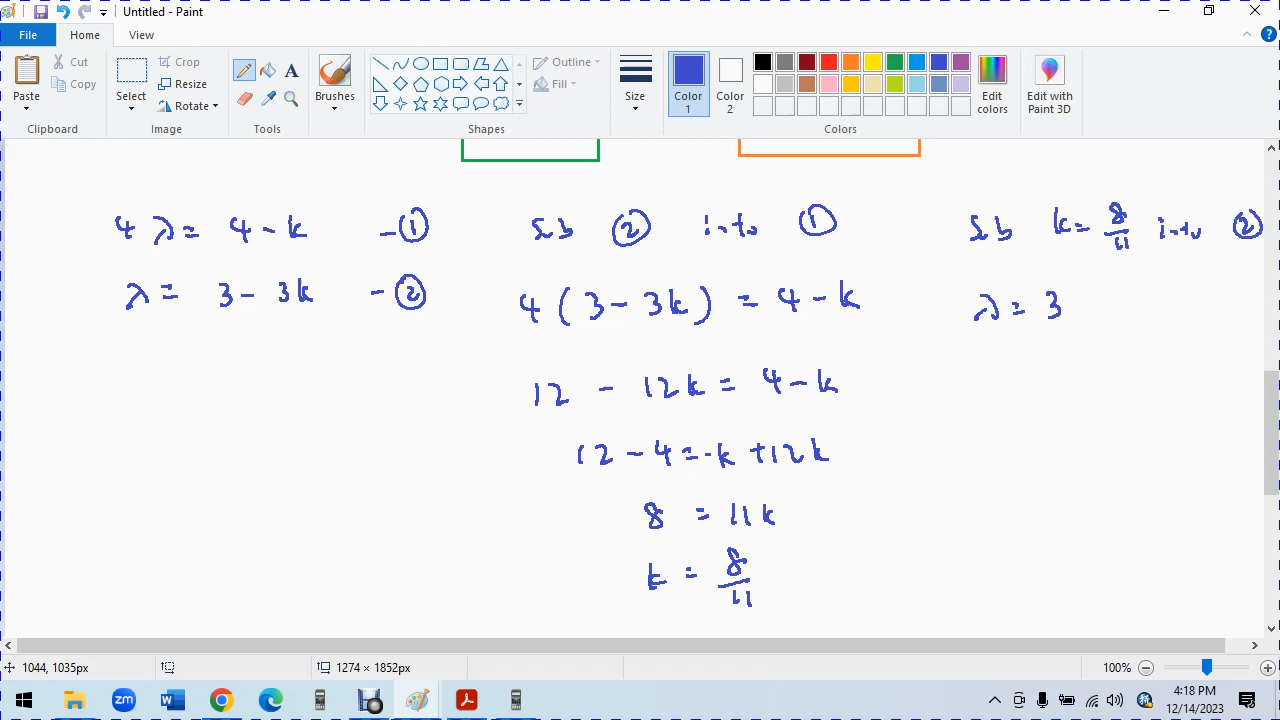 Untitled - Paint
File Home View
Paste Cut Copy
Select Crop Resize Rotate
Brushes
Outline Fill
Size
Color 1
Color 2
Edit colors
Edit with Paint 3D
Clipboard Image Tools Shapes Colors
4λ = 4 - k - ①
λ = 3 - 3k - ②
Sub ② into ①
4 ( 3 - 3k ) = 4 - k
12 - 12k = 4 - k
12 - 4 = -k + 12k
8 = 11k
k = 8/11
Sub k = 8/11 into ②
λ = 3
1044, 1035px
1274 × 1852px
100%
zm
W
4:18 PM
12/14/2023